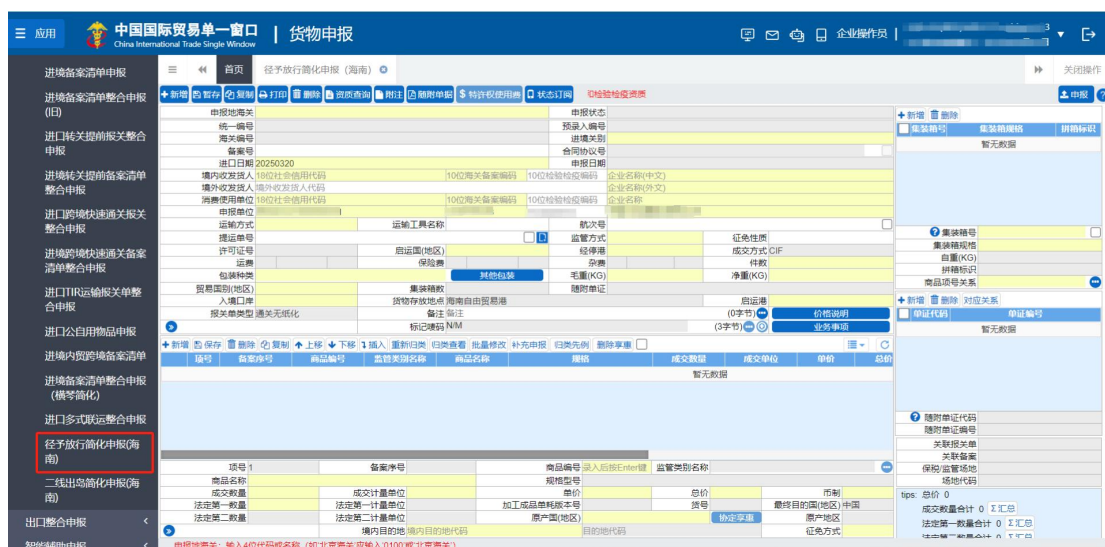 应用
中国国际贸易单一窗口 | 货物申报
China International Trade Single Window
企业操作员
进境备案清单申报
进境备案清单整合申报(旧)
进口转关提前报关整合申报
进境转关提前备案清单整合申报
进口跨境快速通关报关整合申报
进境跨境快速通关备案清单整合申报
进口TIR运输报关单整合申报
进口公自用物品申报
进境内贸跨境备案清单
进境备案清单整合申报(横琴简化)
进口多式联运整合申报
径予放行简化申报(海南)
二线出岛简化申报(海南)
出口整合申报
首页 径予放行简化申报（海南） 关闭操作
新增 暂存 复制 打印 删除 资质查询 附注 随附单据 特许权使用费 状态订阅 检验检疫资质 申报
申报地海关 申报状态
统一编号 预录入编号
海关编号 进境关别
备案号 合同协议号
进口日期 20250320 申报日期
境内收发货人 18位社会信用代码 10位海关备案编码 10位检验检疫编码 企业名称(中文)
境外收发货人 境外收发货人代码 企业名称(外文)
消费使用单位 18位社会信用代码 10位海关备案编码 10位检验检疫编码 企业名称
申报单位
运输方式 运输工具名称 航次号
提运单号 监管方式 征免性质
许可证号 启运国(地区) 经停港 成交方式 CIF
运费 保险费 杂费 件数
包装种类 其他包装 毛重(KG) 净重(KG)
贸易国别(地区) 集装箱数 随附单证
入境口岸 货物存放地点 海南自由贸易港 启运港
报关单类型 通关无纸化 备注 备注 (0字节) 价格说明
标记唛码 N/M (3字节) 业务事项
新增 保存 删除 复制 上移 下移 插入 重新归类 归类查看 批量修改 补充申报 归类先例 删除享惠
项号 备案序号 商品编号 监管类别名称 商品名称 规格 成交数量 成交单位 单价 总价
暂无数据
项号 1 备案序号 商品编号 录入后按Enter键 监管类别名称
商品名称 规格型号
成交数量 成交计量单位 单价 总价 币制
法定第一数量 法定第一计量单位 加工成品单耗版本号 货号 最终目的国(地区) 中国
法定第二数量 法定第二计量单位 原产国(地区) 协定享惠 原产地区
境内目的地 境内目的地代码 目的地代码 征免方式
申报地海关：输入4位代码或名称（如'北京海关'应输入'0100'或'北京海关'）
新增 删除
集装箱号 集装箱规格 拼箱标识
暂无数据
集装箱号
集装箱规格
自重(KG)
拼箱标识
商品项号关系
新增 删除 对应关系
单证代码 单证编号
暂无数据
随附单证代码
随附单证编号
关联报关单
关联备案
保税/监管场地
场地代码
tips: 总价 0
成交数量合计 0 Σ汇总
法定第一数量合计 0 Σ汇总